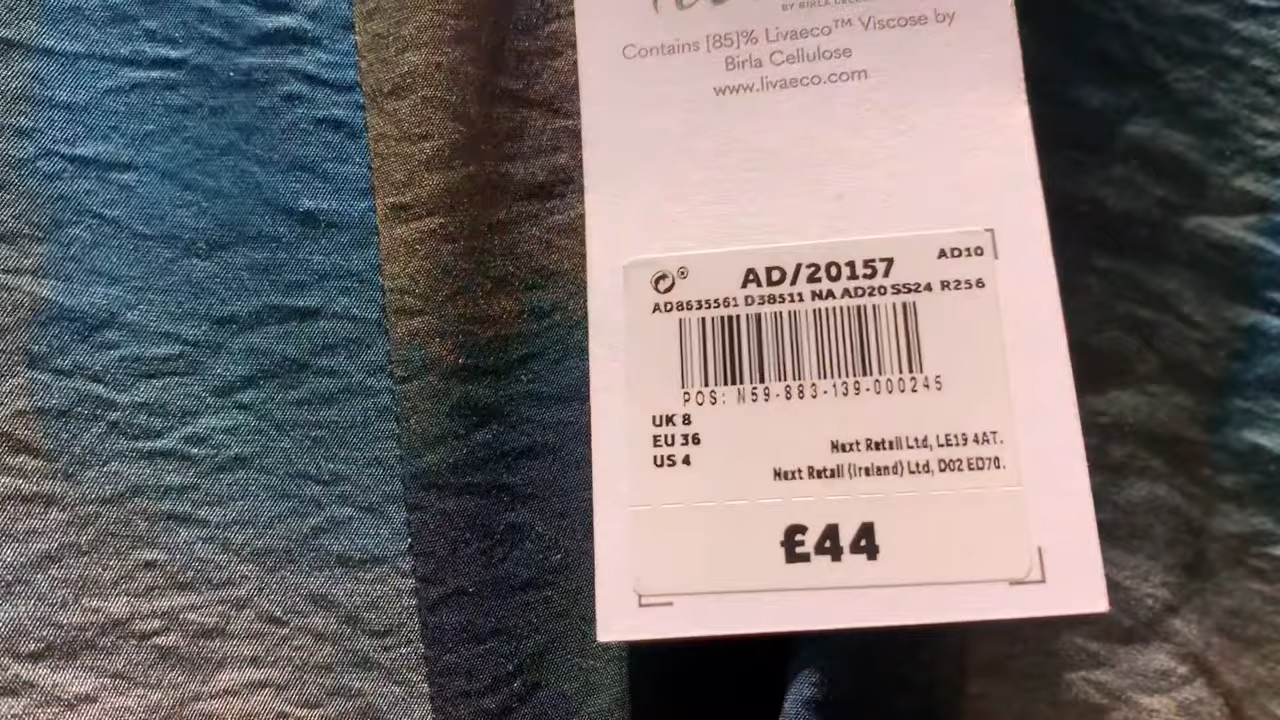 BY BIRLA
Contains [85]% Livaeco™ Viscose by
Birla Cellulose
www.livaeco.com
AD10
AD/20157
AD8635561 D38511 NA AD20 SS24 R256
POS: N59-883-139-000245
UK 8
EU 36
US 4
Next Retail Ltd, LE19 4AT.
Next Retail (Ireland) Ltd, D02 ED70.
£44